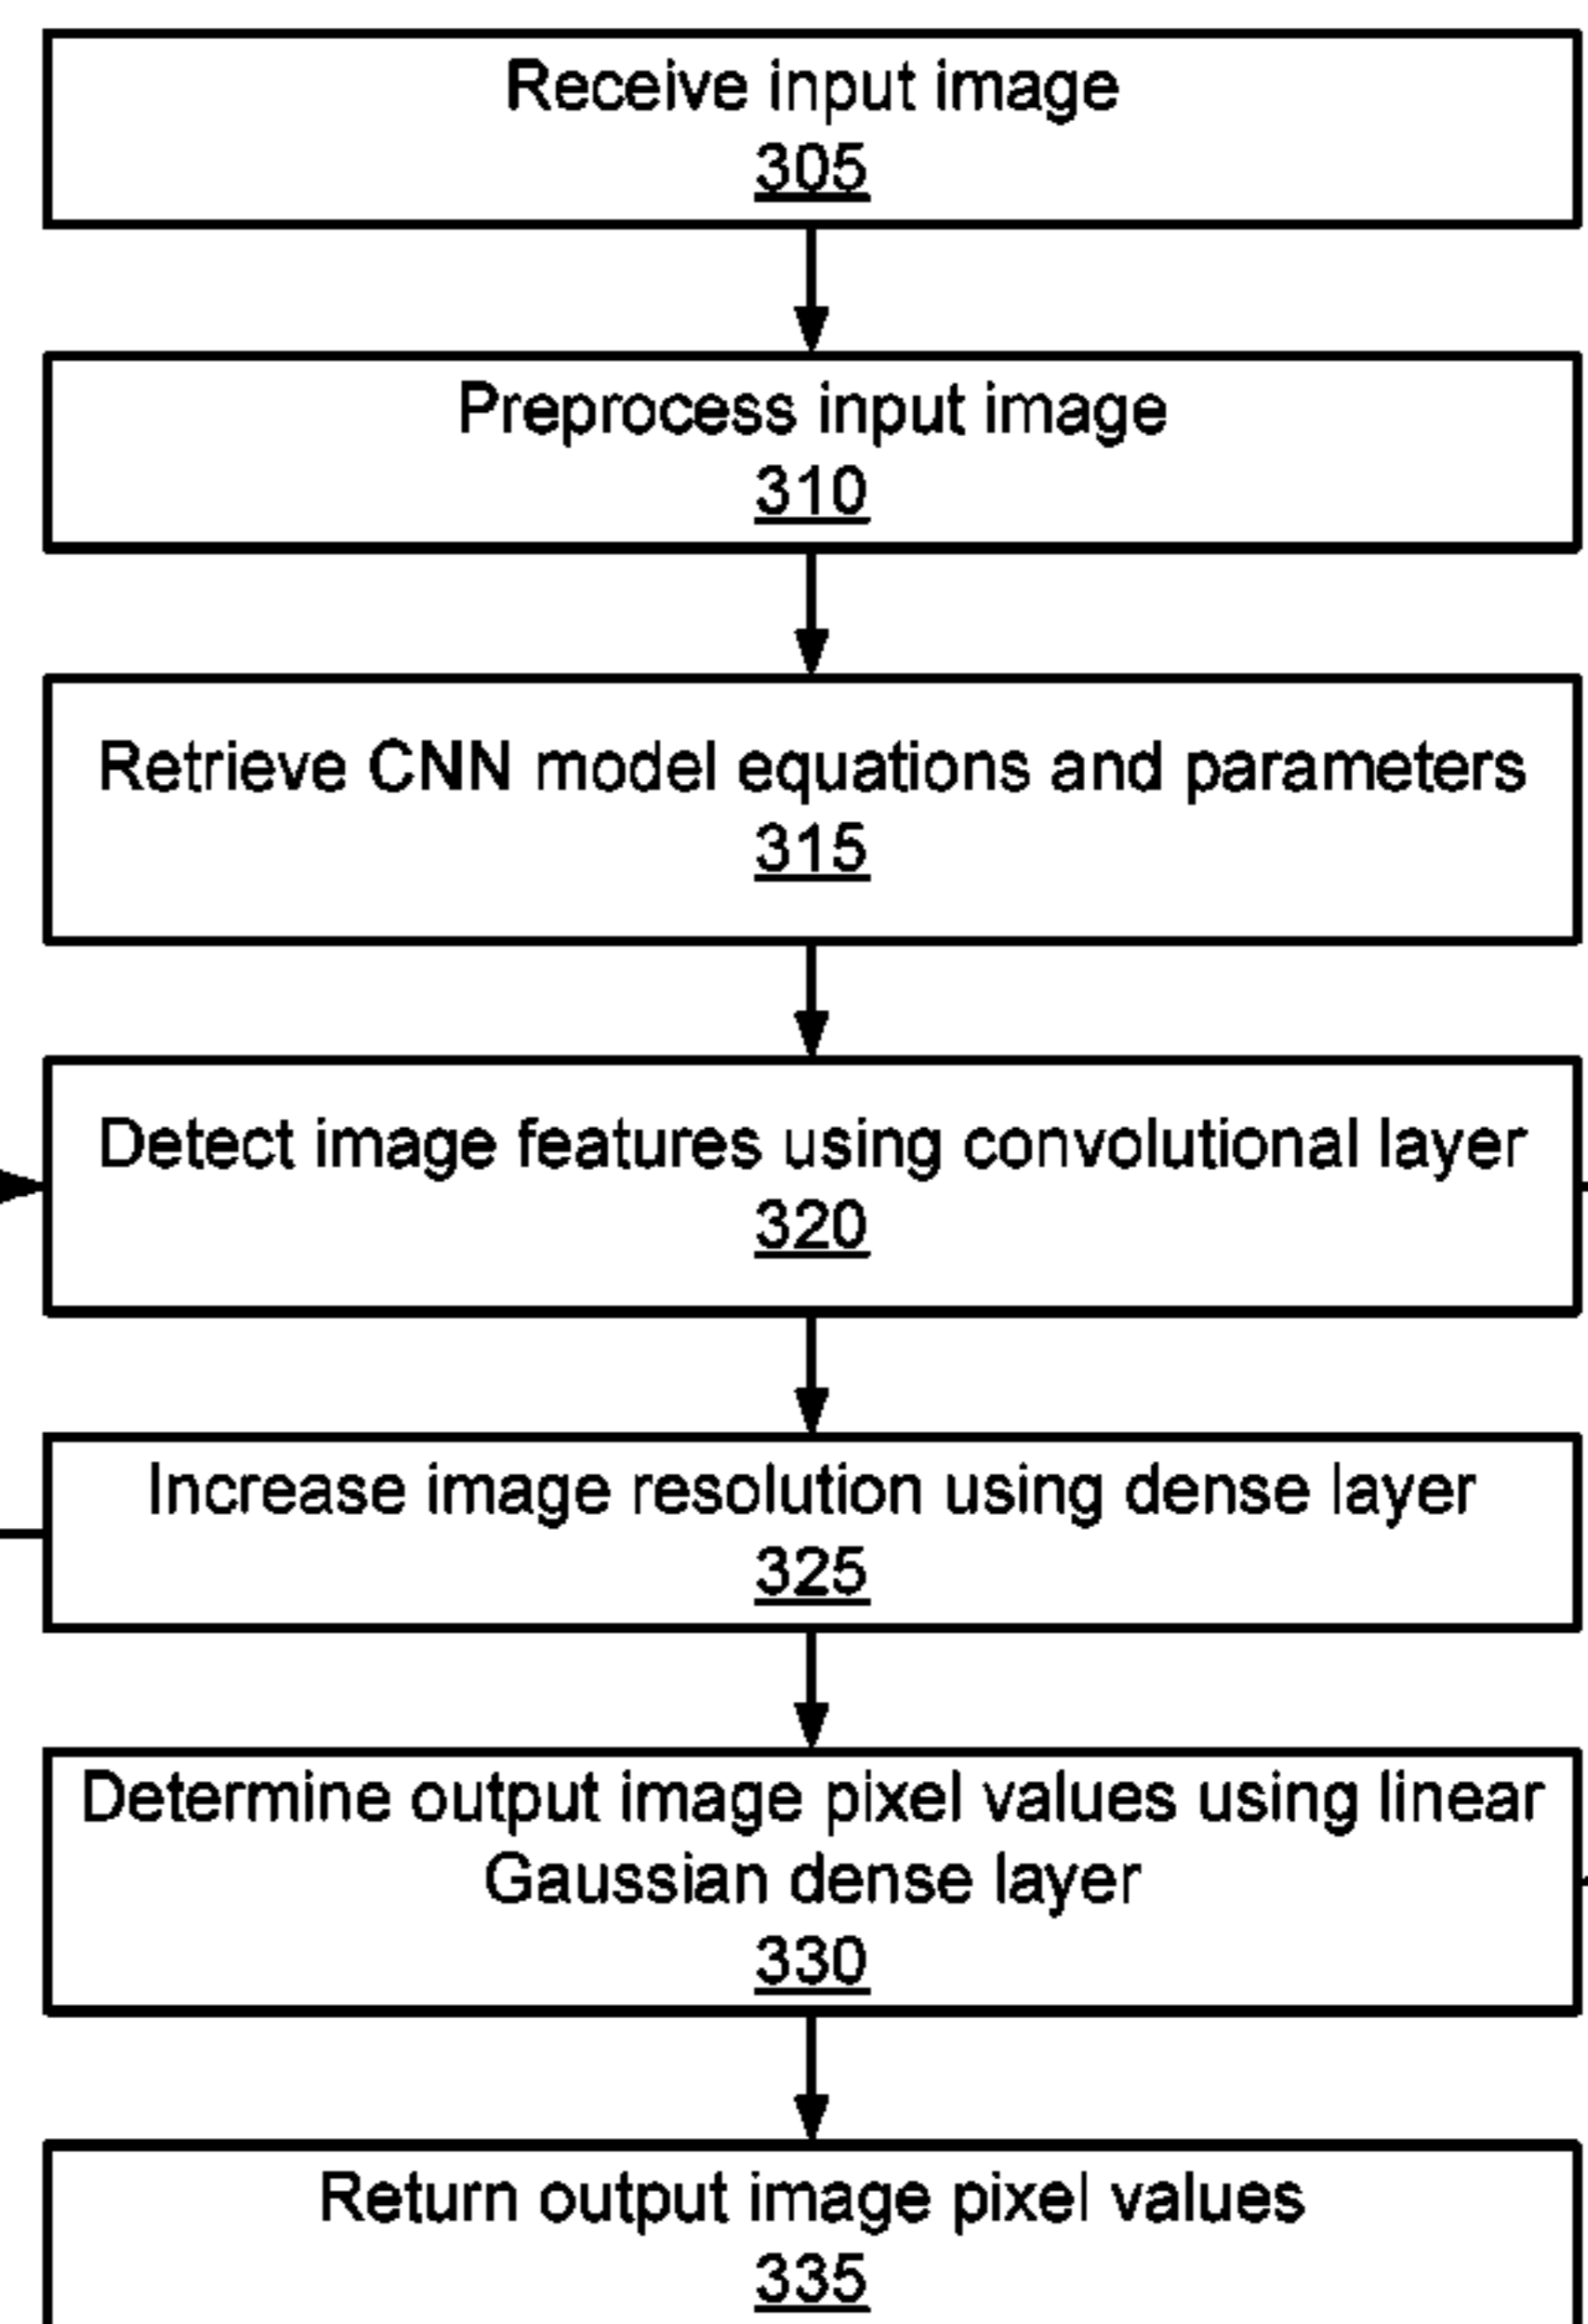 Receive input image
305
Preprocess input image
310
Retrieve CNN model equations and parameters
315
Detect image features using convolutional layer
320
Increase image resolution using dense layer
325
Determine output image pixel values using linear
Gaussian dense layer
330
Return output image pixel values
335